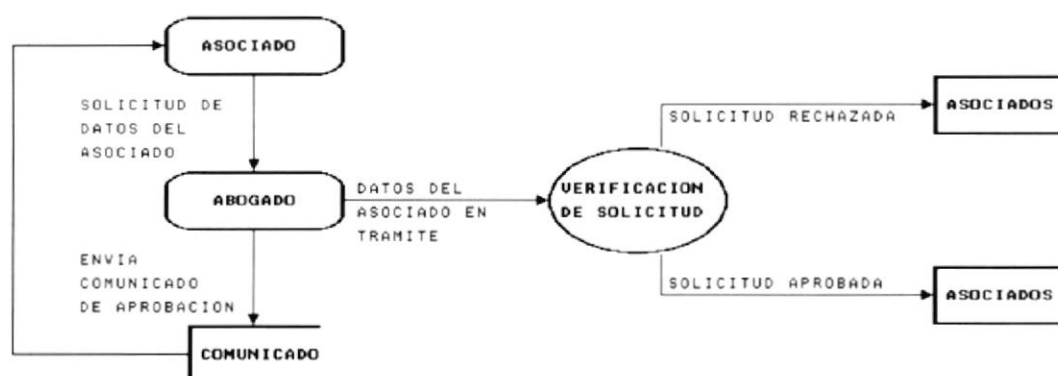 ASOCIADO
SOLICITUD DE
DATOS DEL
ASOCIADO
ABOGADO
DATOS DEL
ASOCIADO EN
TRAMITE
VERIFICACION
DE SOLICITUD
SOLICITUD RECHAZADA
ASOCIADOS
SOLICITUD APROBADA
ASOCIADOS
ENVIA
COMUNICADO
DE APROBACION
COMUNICADO